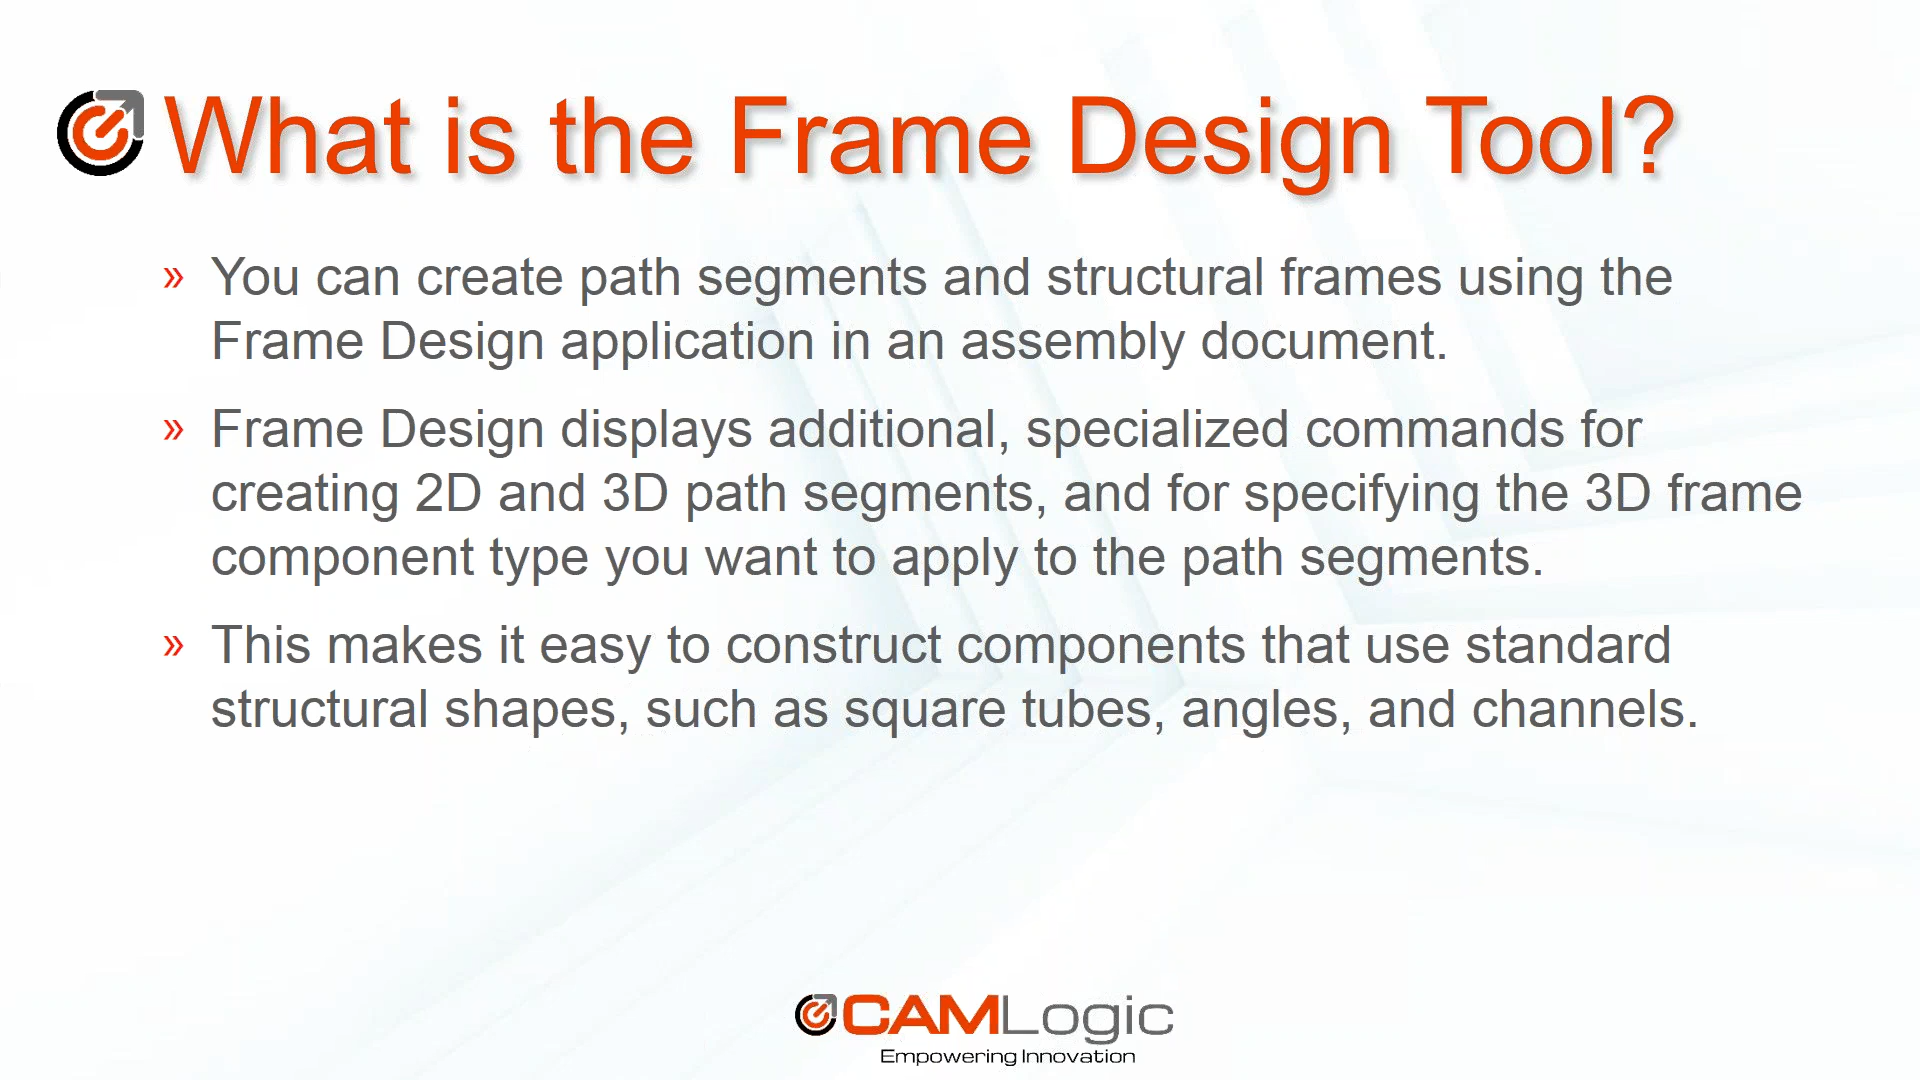 What is the Frame Design Tool?
» You can create path segments and structural frames using the
Frame Design application in an assembly document.
» Frame Design displays additional, specialized commands for
creating 2D and 3D path segments, and for specifying the 3D frame
component type you want to apply to the path segments.
» This makes it easy to construct components that use standard
structural shapes, such as square tubes, angles, and channels.
CAMLogic
Empowering Innovation